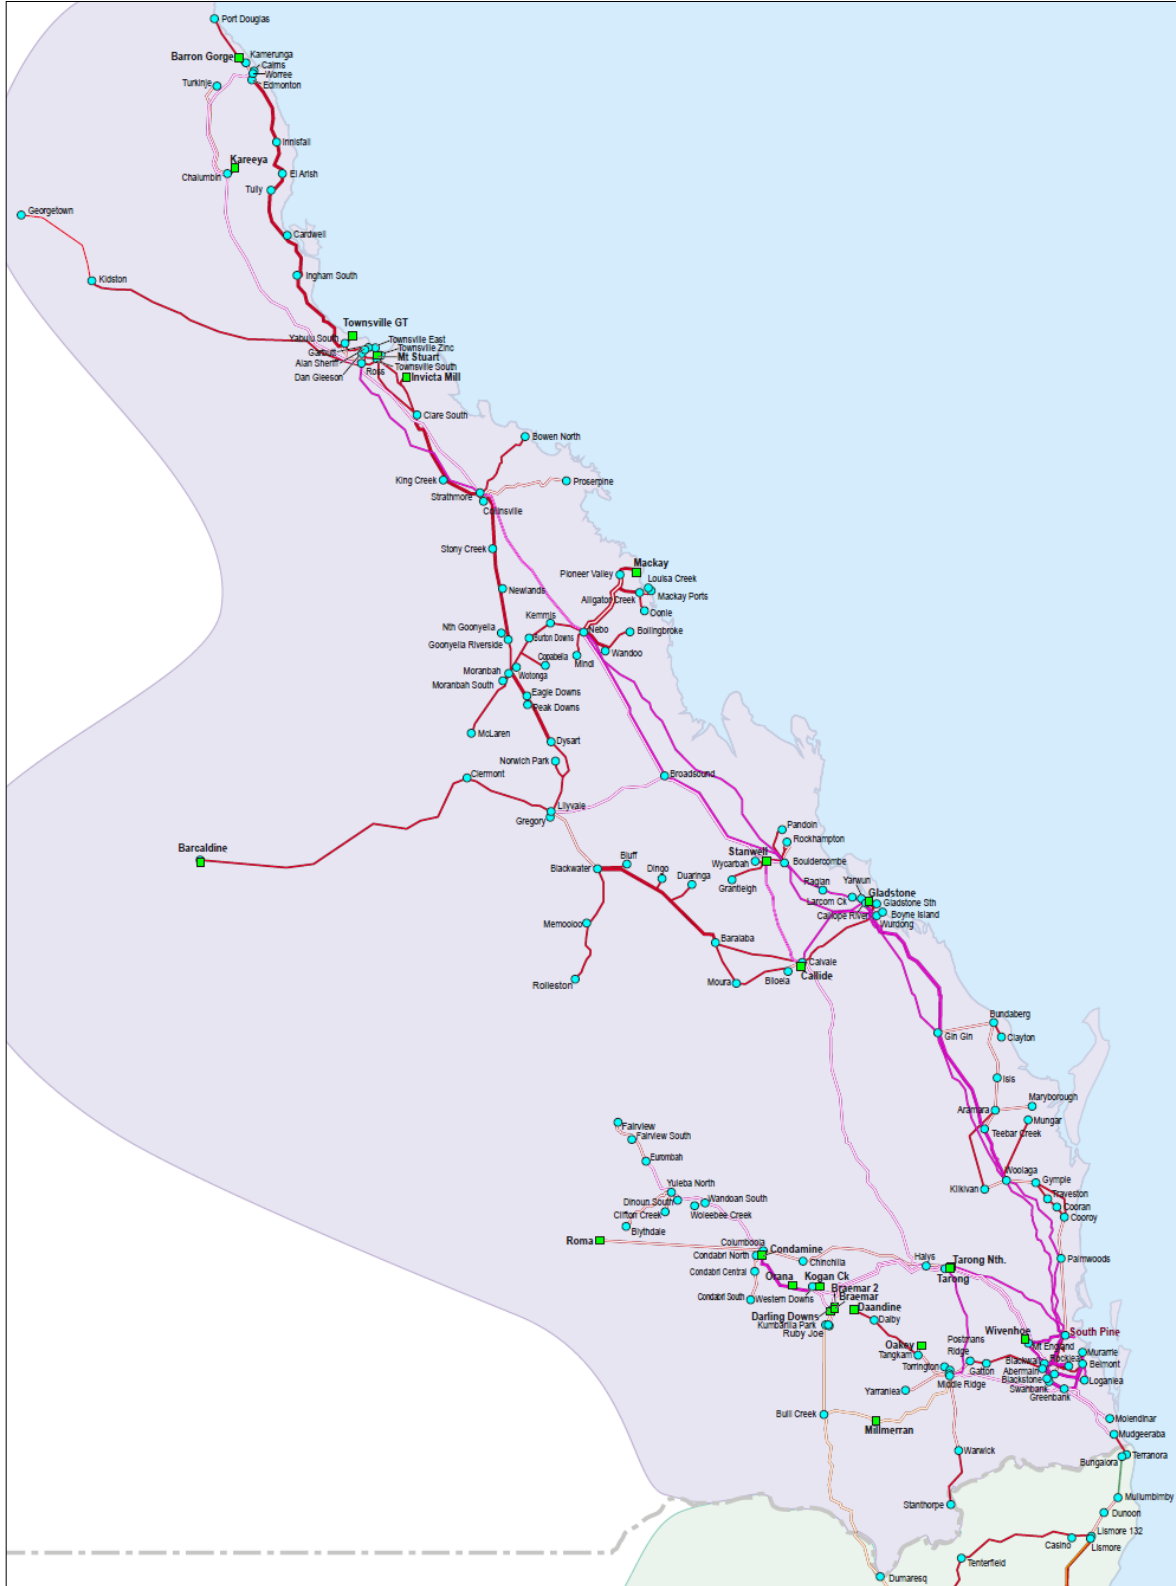 Port Douglas
Barron Gorge
Kamerunga
Cairns
Worree
Turkinje
Edmonton
Innisfail
Kareeya
Chalumbin
El Arish
Tully
Georgetown
Cardwell
Ingham South
Kidston
Townsville GT
Yabulu South
Townsville East
Garbutt
Townsville Zinc
Alan Sherriff
Mt Stuart
Townsville South
Dan Gleeson
Ross
Invicta Mill
Clare South
Bowen North
King Creek
Proserpine
Strathmore
Collinsville
Stony Creek
Mackay
Pioneer Valley
Louisa Creek
Newlands
Alligator Creek
Mackay Ports
Oonie
Kemmis
Nth Goonyella
Burton Downs
Nebo
Bollingbroke
Goonyella Riverside
Copabella
Mindi
Wandoo
Moranbah
Wotonga
Moranbah South
Eagle Downs
Peak Downs
McLaren
Dysart
Norwich Park
Clermont
Broadsound
Lilyvale
Gregory
Pandoin
Rockhampton
Barcaldine
Stanwell
Bluff
Wycarbah
Bouldercombe
Blackwater
Dingo
Duaringa
Grantleigh
Raglan
Yarwun
Gladstone
Larcom Ck
Gladstone Sth
Calliope River
Boyne Island
Wurdong
Memooloo
Baralaba
Calvale
Rolleston
Moura
Biloela
Callide
Bundaberg
Gin Gin
Clayton
Isis
Maryborough
Aramara
Mungar
Fairview
Teebar Creek
Fairview South
Eurombah
Woolaga
Gympie
Kilkivan
Yuleba North
Traveston
Dinoun South
Wandoan South
Cooran
Clifton Creek
Woleebee Creek
Cooroy
Blythdale
Roma
Columboola
Condamine
Condabri North
Chinchilla
Halys
Tarong Nth.
Palmwoods
Condabri Central
Tarong
Orana
Kogan Ck
Condabri South
Western Downs
Braemar 2
Braemar
Darling Downs
Daandine
Kumbarilla Park
Dalby
Ruby Joe
Wivenhoe
South Pine
Oakey
Postmans
Ridge
Mt England
Tangkam
Murarrie
Blackwall
Rocklea
Belmont
Torrington
Gatton
Abermain
Middle Ridge
Blackstone
Loganlea
Swanbank
Greenbank
Yarranlea
Bulli Creek
Millmerran
Molendinar
Mudgeeraba
Warwick
Terranora
Bungalora
Mullumbimby
Stanthorpe
Dunoon
Lismore 132
Casino
Lismore
Tenterfield
Dumaresq